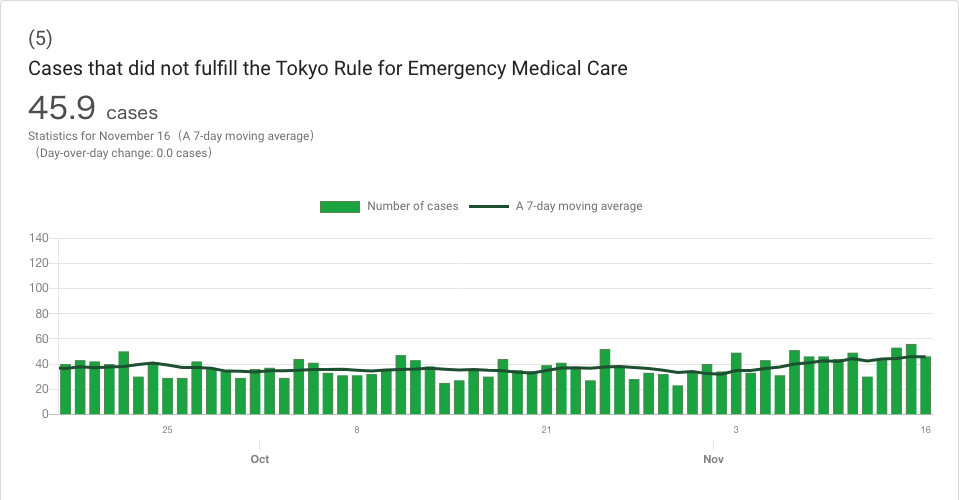 (5)
Cases that did not fulfill the Tokyo Rule for Emergency Medical Care
45.9 cases
Statistics for November 16（A 7-day moving average）
（Day-over-day change: 0.0 cases）
Number of cases A 7-day moving average
140
120
100
80
60
40
20
0
25 8 21 3 16
Oct Nov